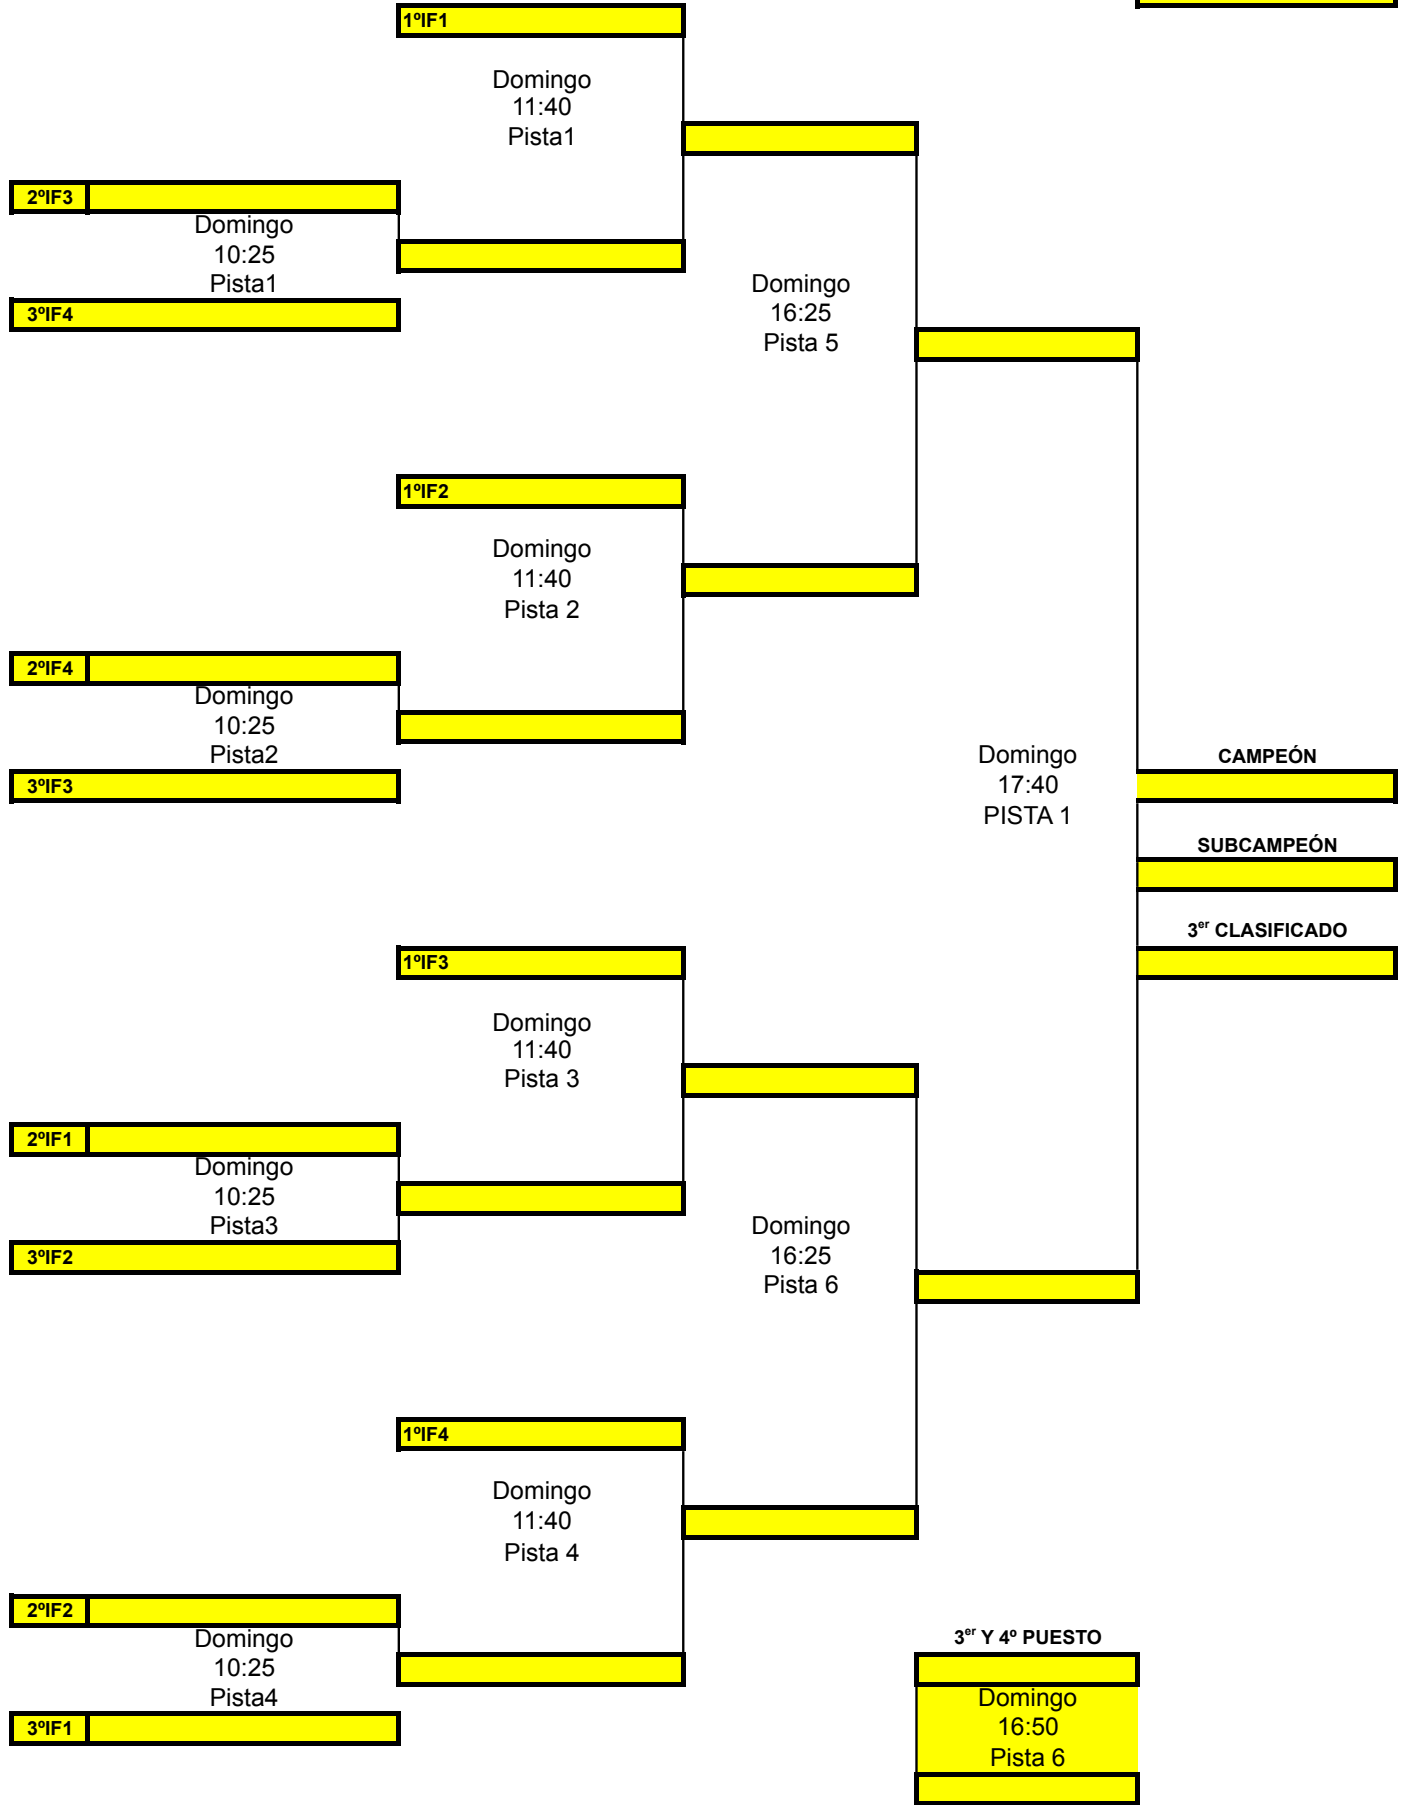 1ºIF1
Domingo
11:40
Pista1
2ºIF3
Domingo
10:25
Pista1
3ºIF4
Domingo
16:25
Pista 5
1ºIF2
Domingo
11:40
Pista 2
2ºIF4
Domingo
10:25
Pista2
3ºIF3
Domingo
17:40
PISTA 1
CAMPEÓN
SUBCAMPEÓN
3er CLASIFICADO
1ºIF3
Domingo
11:40
Pista 3
2ºIF1
Domingo
10:25
Pista3
3ºIF2
Domingo
16:25
Pista 6
1ºIF4
Domingo
11:40
Pista 4
2ºIF2
Domingo
10:25
Pista4
3ºIF1
3er Y 4º PUESTO
Domingo
16:50
Pista 6